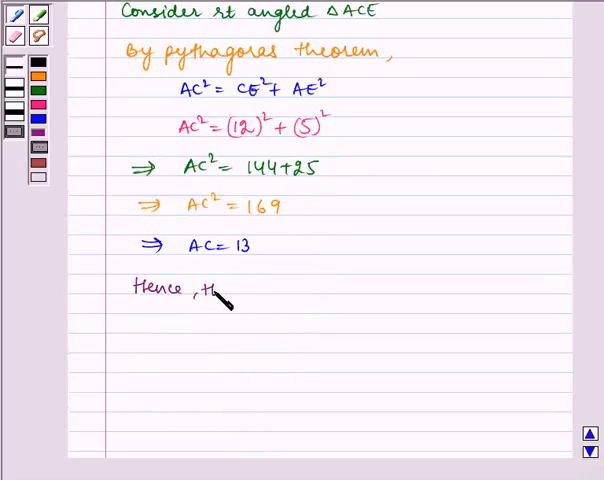 Consider rt angled △ACE
By pythagoras theorem,
AC² = CE² + AE²
AC² = (12)² + (5)²
⇒ AC² = 144+25
⇒ AC² = 169
⇒ AC = 13
Hence,